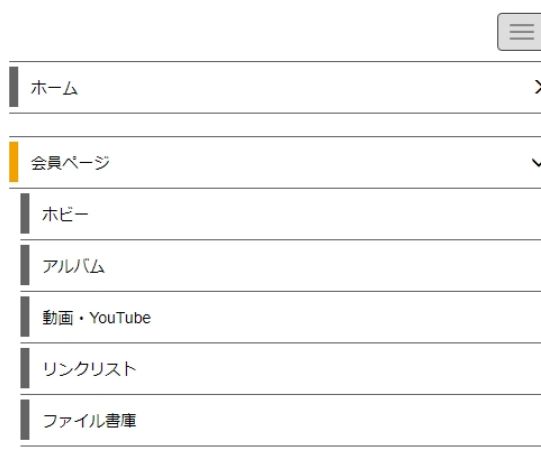 ホーム
会員ページ
ホビー
アルバム
動画・YouTube
リンクリスト
ファイル書庫